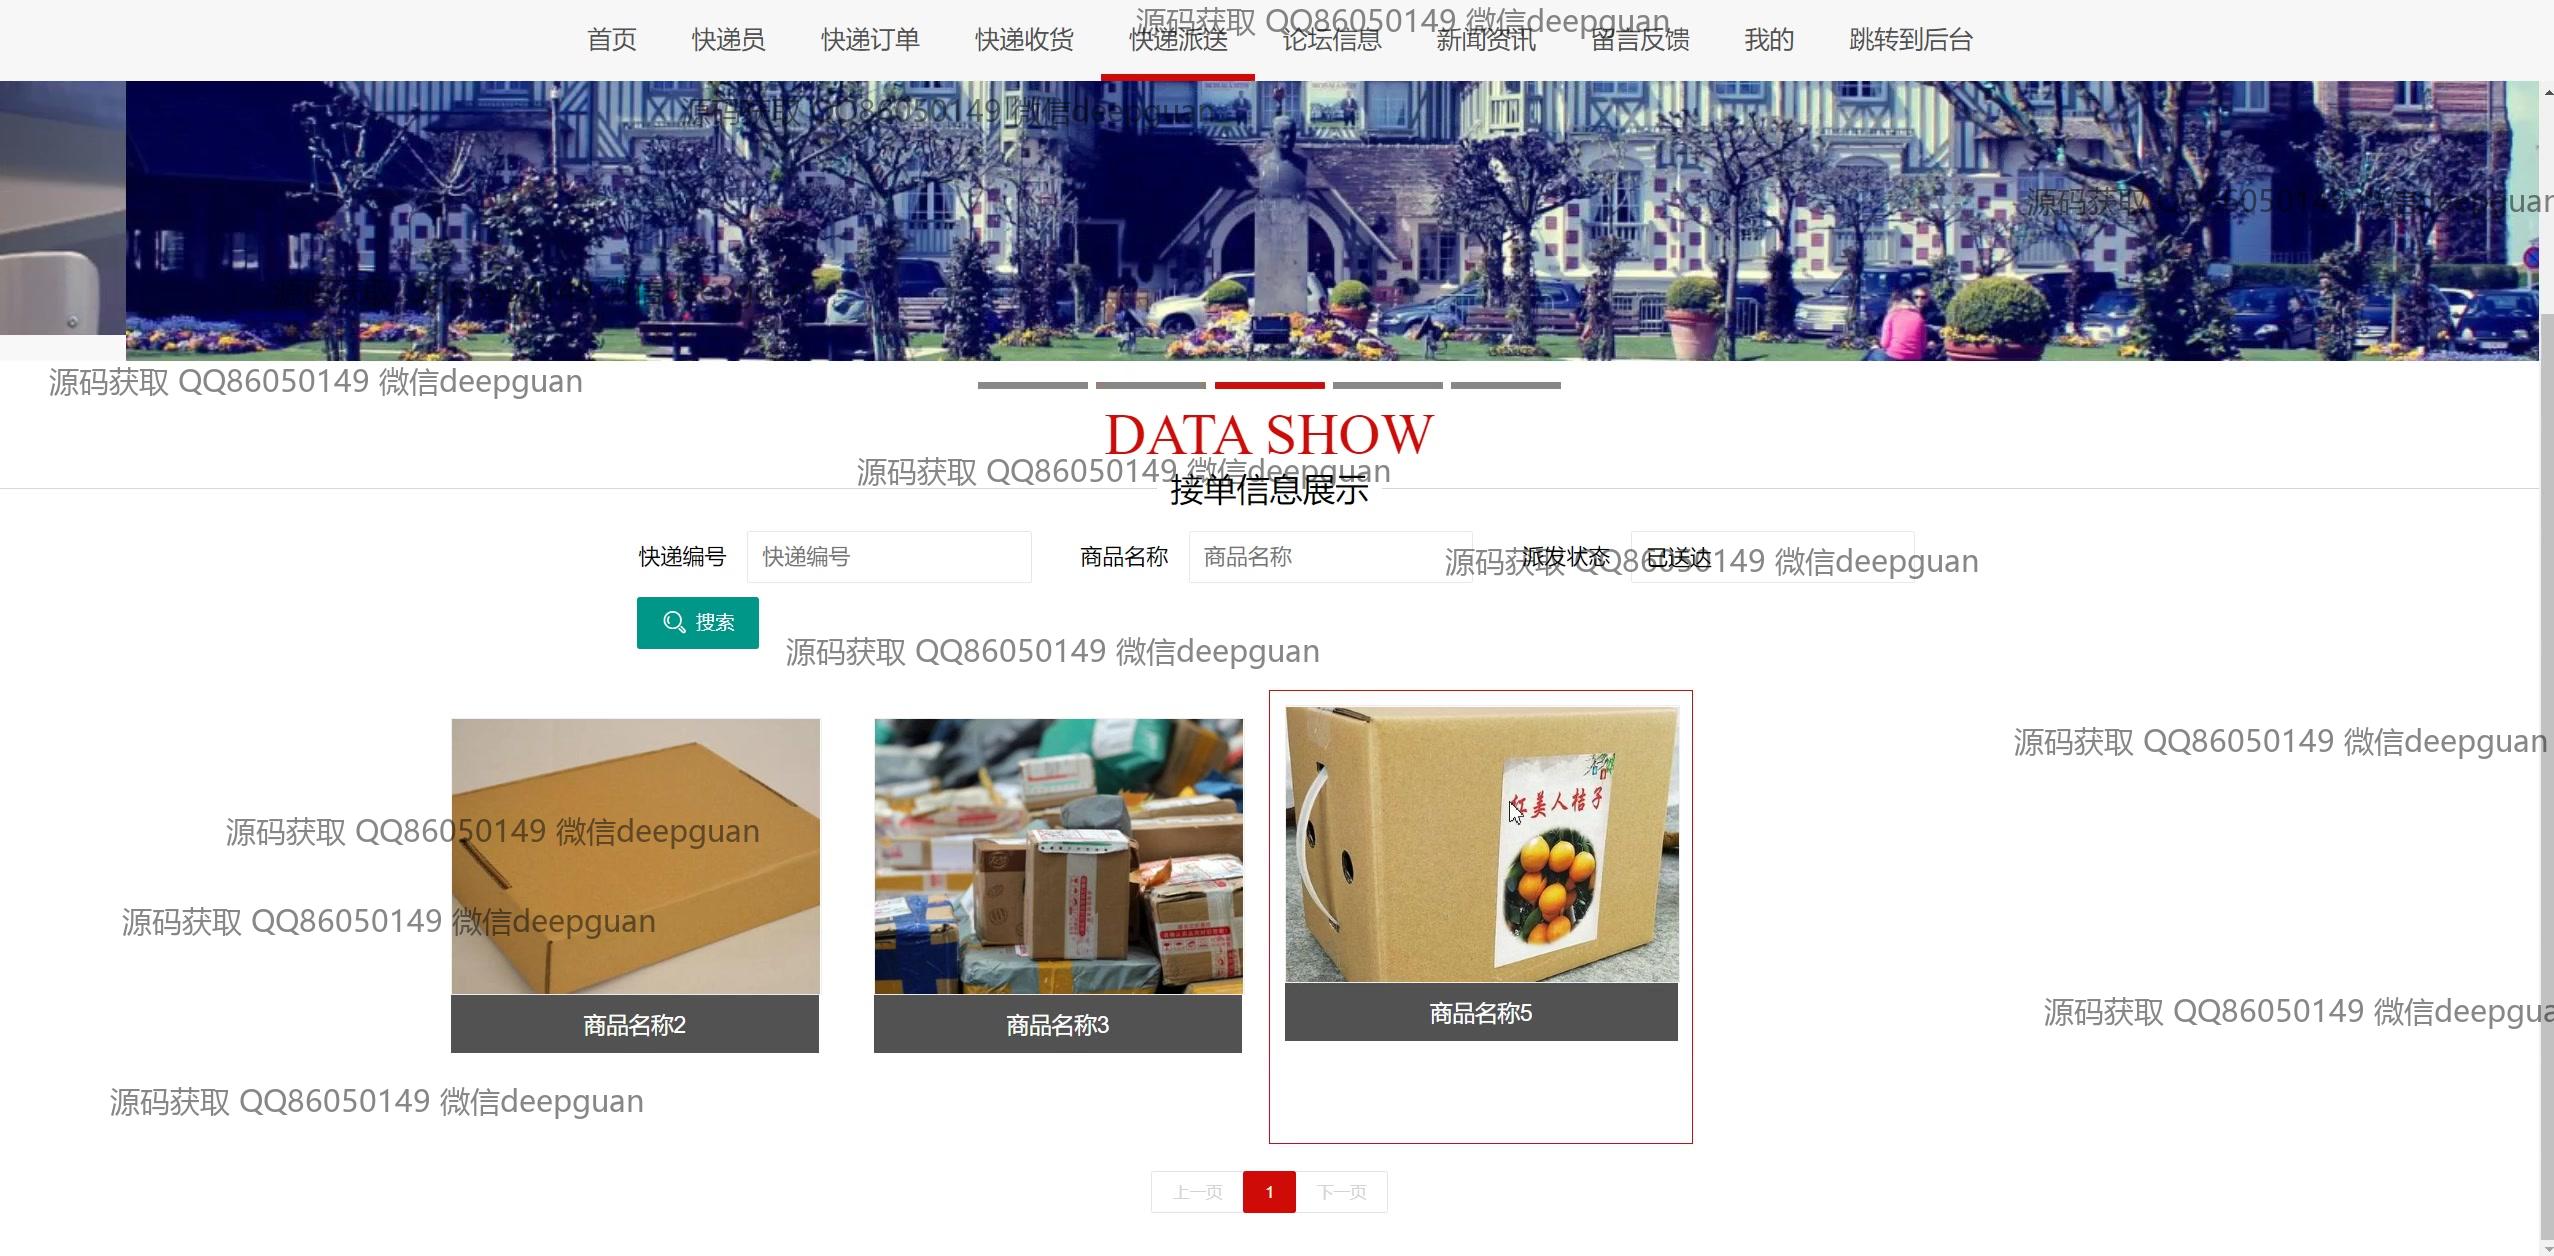 源码获取 QQ86050149 微信deepguan
首页 快递员 快递订单 快递收货 快递派送 论坛信息 新闻资讯 留言反馈 我的 跳转到后台
源码获取 QQ86050149 微信deepguan
源码获取 QQ86050149 微信deepguan
源码获取 QQ86050149 微信deepguan
DATA SHOW
源码获取 QQ86050149 微信deepguan
接单信息展示
快递编号 快递编号 商品名称 商品名称 派发状态 已送达
源码获取 QQ86050149 微信deepguan
搜索
源码获取 QQ86050149 微信deepguan
源码获取 QQ86050149 微信deepguan
红美人桔子
源码获取 QQ86050149 微信deepguan
源码获取 QQ86050149 微信deepguan
商品名称2 商品名称3 商品名称5
源码获取 QQ86050149 微信deepgua
源码获取 QQ86050149 微信deepguan
上一页 1 下一页